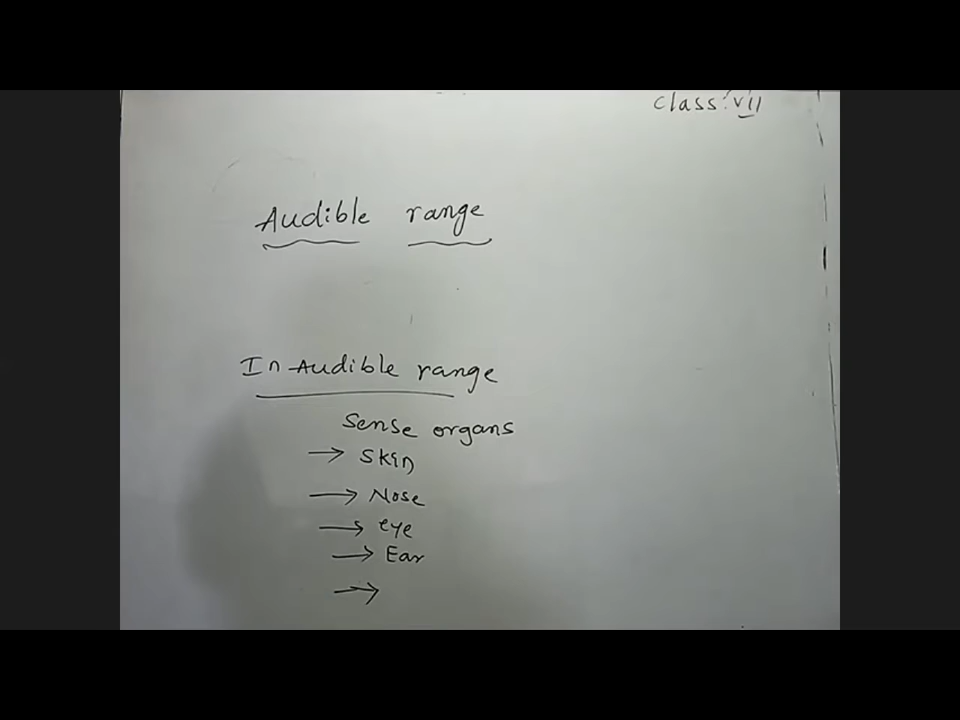 class: VII
Audible range
In Audible range
Sense organs
→ Skin
→ Nose
→ eye
→ Ear
→